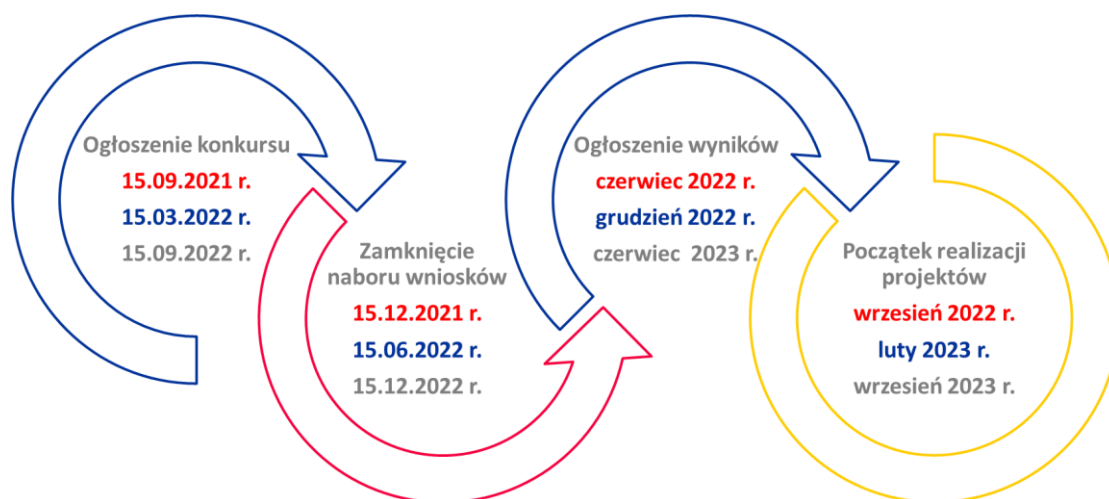 Ogłoszenie konkursu
15.09.2021 r.
15.03.2022 r.
15.09.2022 r.
Zamknięcie
naboru wniosków
15.12.2021 r.
15.06.2022 r.
15.12.2022 r.
Ogłoszenie wyników
czerwiec 2022 r.
grudzień 2022 r.
czerwiec 2023 r.
Początek realizacji
projektów
wrzesień 2022 r.
luty 2023 r.
wrzesień 2023 r.